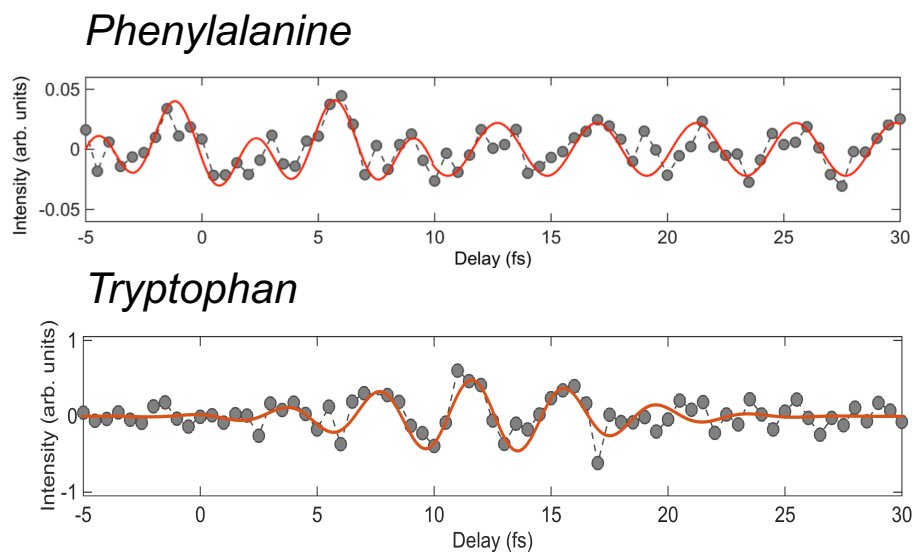 Phenylalanine
Intensity (arb. units)
0.05
0
-0.05
-5 0 5 10 15 20 25 30
Delay (fs)
Tryptophan
Intensity (arb. units)
1
0
-1
-5 0 5 10 15 20 25 30
Delay (fs)